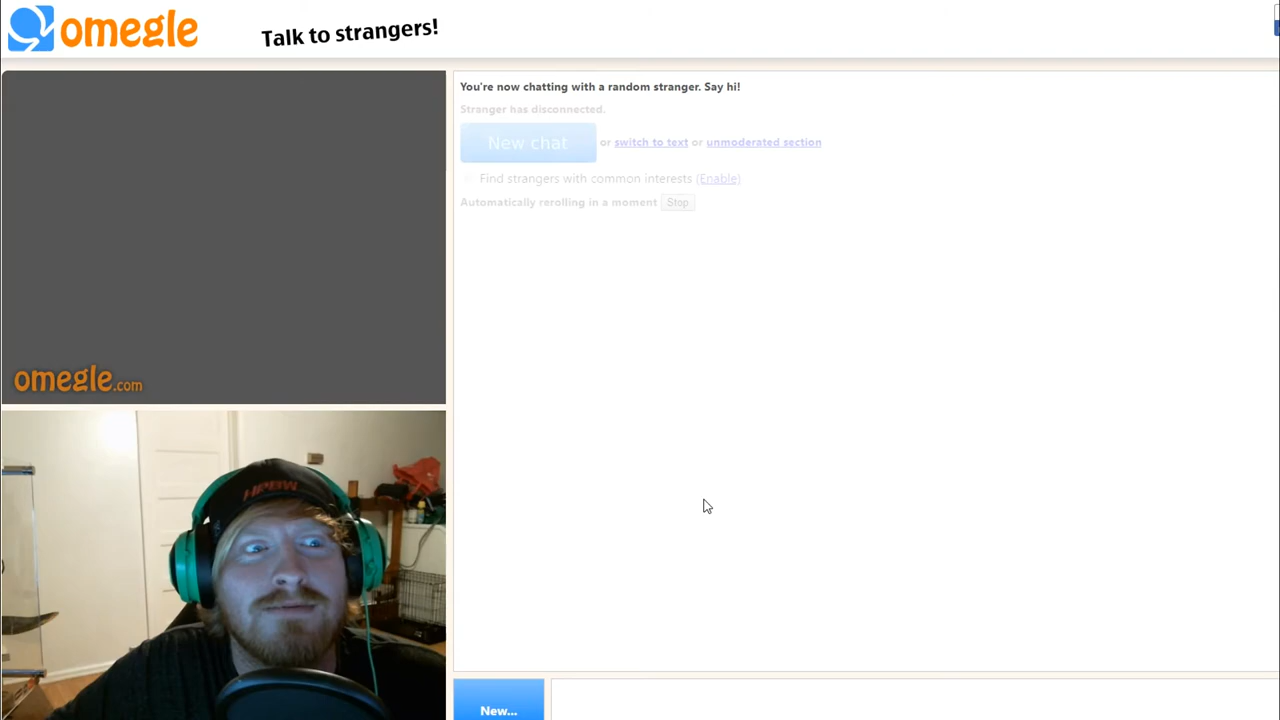 omegle
Talk to strangers!
You're now chatting with a random stranger. Say hi!
Stranger has disconnected.
New chat or switch to text or unmoderated section
Find strangers with common interests (Enable)
Automatically rerolling in a moment Stop
omegle.com
HPBW
New...